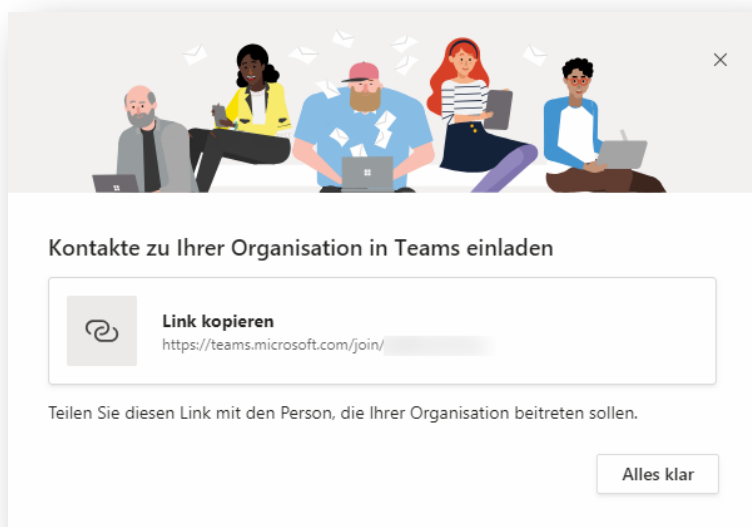 Kontakte zu Ihrer Organisation in Teams einladen
Link kopieren
https://teams.microsoft.com/join/
Teilen Sie diesen Link mit den Person, die Ihrer Organisation beitreten sollen.
Alles klar